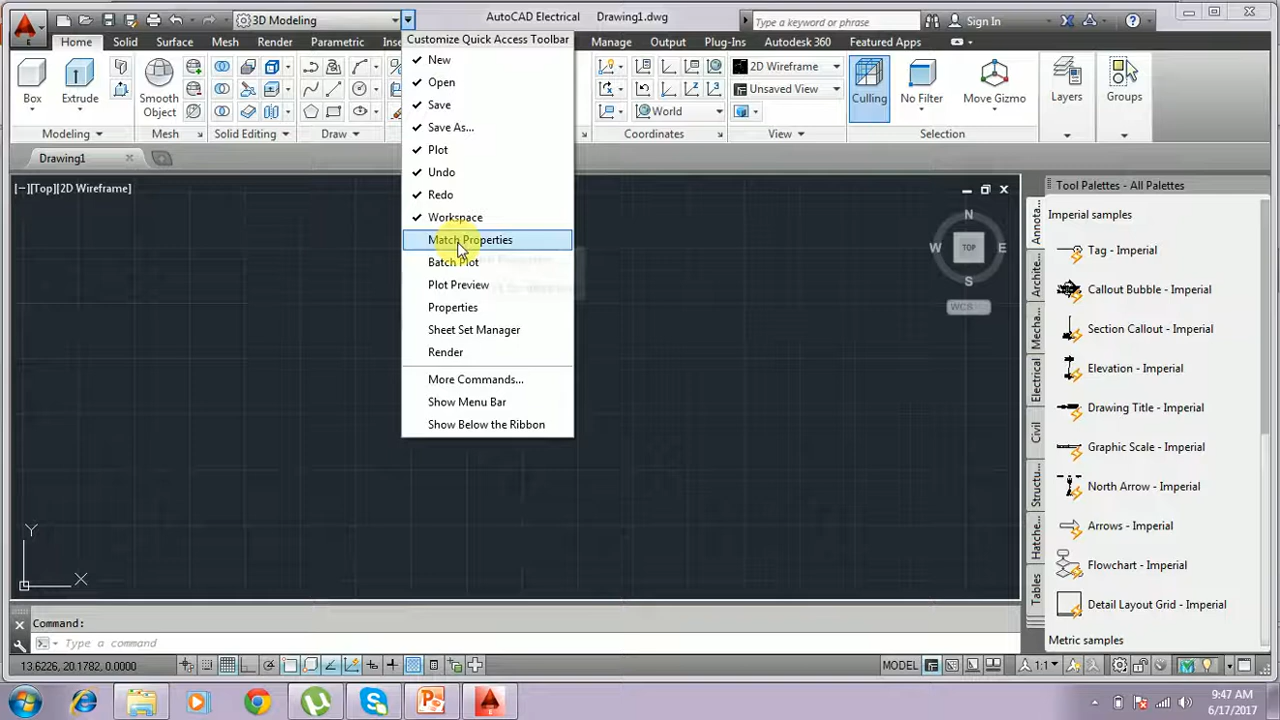 3D Modeling
AutoCAD Electrical Drawing1.dwg
Type a keyword or phrase
Sign In
Home Solid Surface Mesh Render Parametric Inse Manage Output Plug-Ins Autodesk 360 Featured Apps
Customize Quick Access Toolbar
New
Open
Save
Save As...
Plot
Undo
Redo
Workspace
Match Properties
Batch Plot
Plot Preview
Properties
Sheet Set Manager
Render
More Commands...
Show Menu Bar
Show Below the Ribbon
Box
Extrude
Smooth
Object
2D Wireframe
Unsaved View
World
Culling
No Filter
Move Gizmo
Layers
Groups
Modeling
Mesh
Solid Editing
Draw
Coordinates
View
Selection
Drawing1
[−][Top][2D Wireframe]
N
W TOP E
S
WCS
Y
X
Tool Palettes - All Palettes
Imperial samples
Tag - Imperial
Callout Bubble - Imperial
Section Callout - Imperial
Elevation - Imperial
Drawing Title - Imperial
Graphic Scale - Imperial
North Arrow - Imperial
Arrows - Imperial
Flowchart - Imperial
Detail Layout Grid - Imperial
Metric samples
Annota...
Archite...
Mecha...
Electrical
Civil
Structu...
Hatche...
Tables
Command:
Type a command
13.6226, 20.1782, 0.0000
MODEL
1:1
9:47 AM
6/17/2017